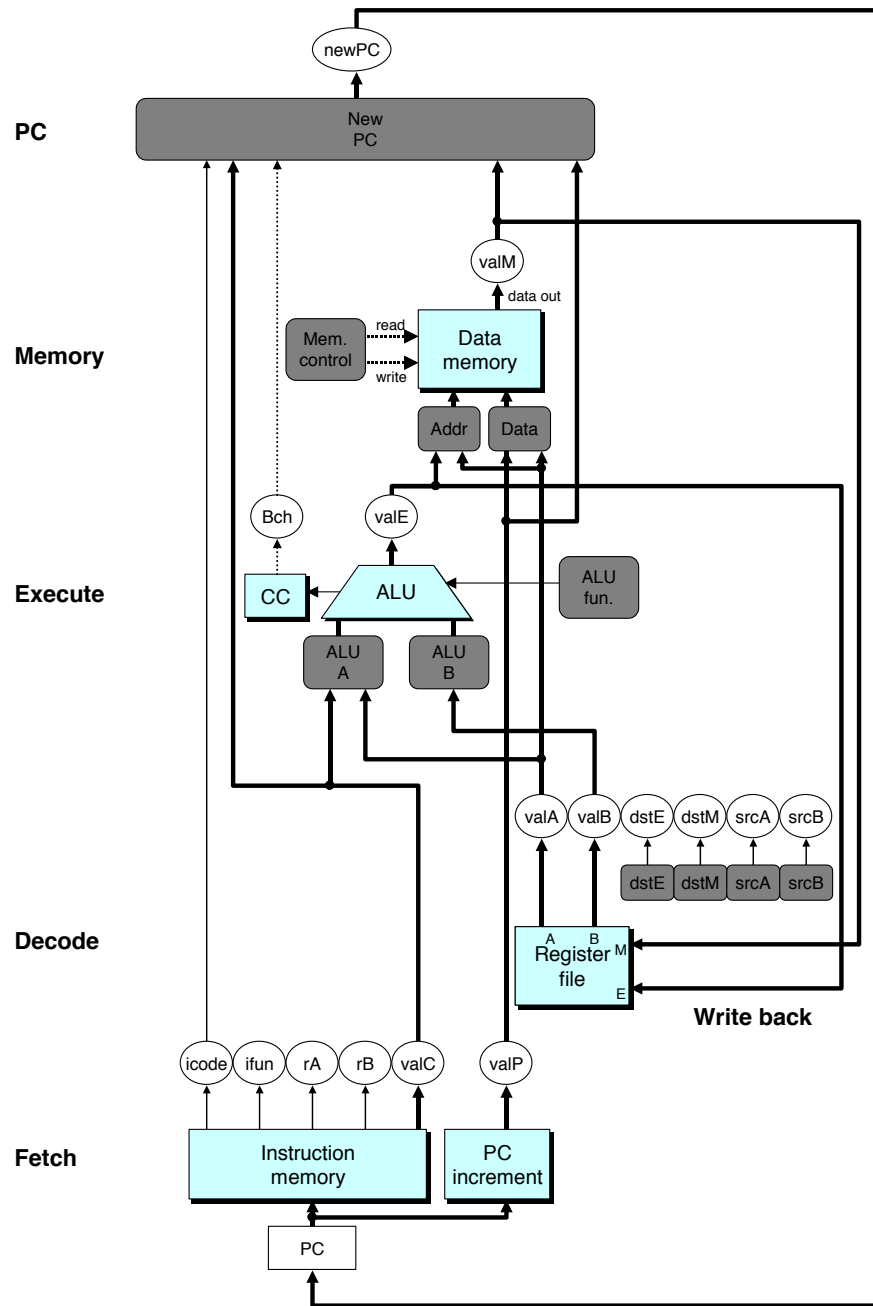 newPC
PC
New
PC
valM
data out
Memory
Mem.
control
read
write
Data
memory
Addr
Data
Bch
valE
Execute
CC
ALU
ALU
fun.
ALU
A
ALU
B
valA
valB
dstE
dstM
srcA
srcB
dstE
dstM
srcA
srcB
Decode
A
B
M
Register
file
E
Write back
icode
ifun
rA
rB
valC
valP
Fetch
Instruction
memory
PC
increment
PC